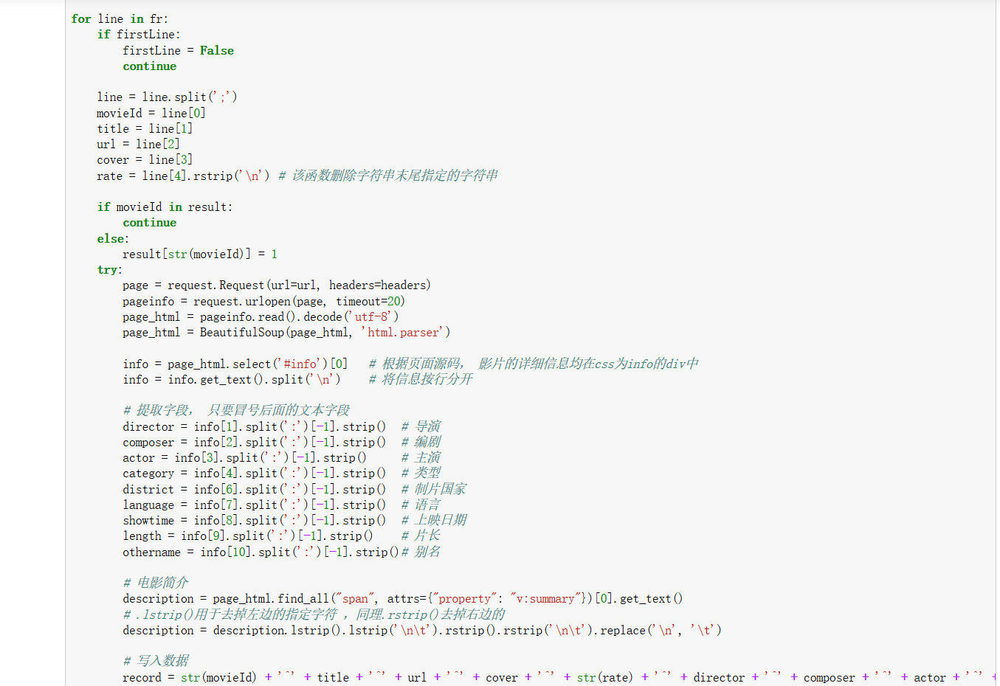 for line in fr:
    if firstLine:
        firstLine = False
        continue

    line = line.split(';')
    movieId = line[0]
    title = line[1]
    url = line[2]
    cover = line[3]
    rate = line[4].rstrip('\n') # 该函数删除字符串末尾指定的字符串

    if movieId in result:
        continue
    else:
        result[str(movieId)] = 1
    try:
        page = request.Request(url=url, headers=headers)
        pageinfo = request.urlopen(page, timeout=20)
        page_html = pageinfo.read().decode('utf-8')
        page_html = BeautifulSoup(page_html, 'html.parser')

        info = page_html.select('#info')[0]   # 根据页面源码， 影片的详细信息均在css为info的div中
        info = info.get_text().split('\n')    # 将信息按行分开

        # 提取字段， 只要冒号后面的文本字段
        director = info[1].split(':')[-1].strip()  # 导演
        composer = info[2].split(':')[-1].strip()  # 编剧
        actor = info[3].split(':')[-1].strip()     # 主演
        category = info[4].split(':')[-1].strip()  # 类型
        district = info[6].split(':')[-1].strip()  # 制片国家
        language = info[7].split(':')[-1].strip()  # 语言
        showtime = info[8].split(':')[-1].strip()  # 上映日期
        length = info[9].split(':')[-1].strip()    # 片长
        othername = info[10].split(':')[-1].strip()# 别名

        # 电影简介
        description = page_html.find_all("span", attrs={"property": "v:summary"})[0].get_text()
        # .lstrip()用于去掉左边的指定字符 ，同理.rstrip()去掉右边的
        description = description.lstrip().lstrip('\n\t').rstrip().rstrip('\n\t').replace('\n', '\t')

        # 写入数据
        record = str(movieId) + '^' + title + '^' + url + '^' + cover + '^' + str(rate) + '^' + director + '^' + composer + '^' + actor + '^' +